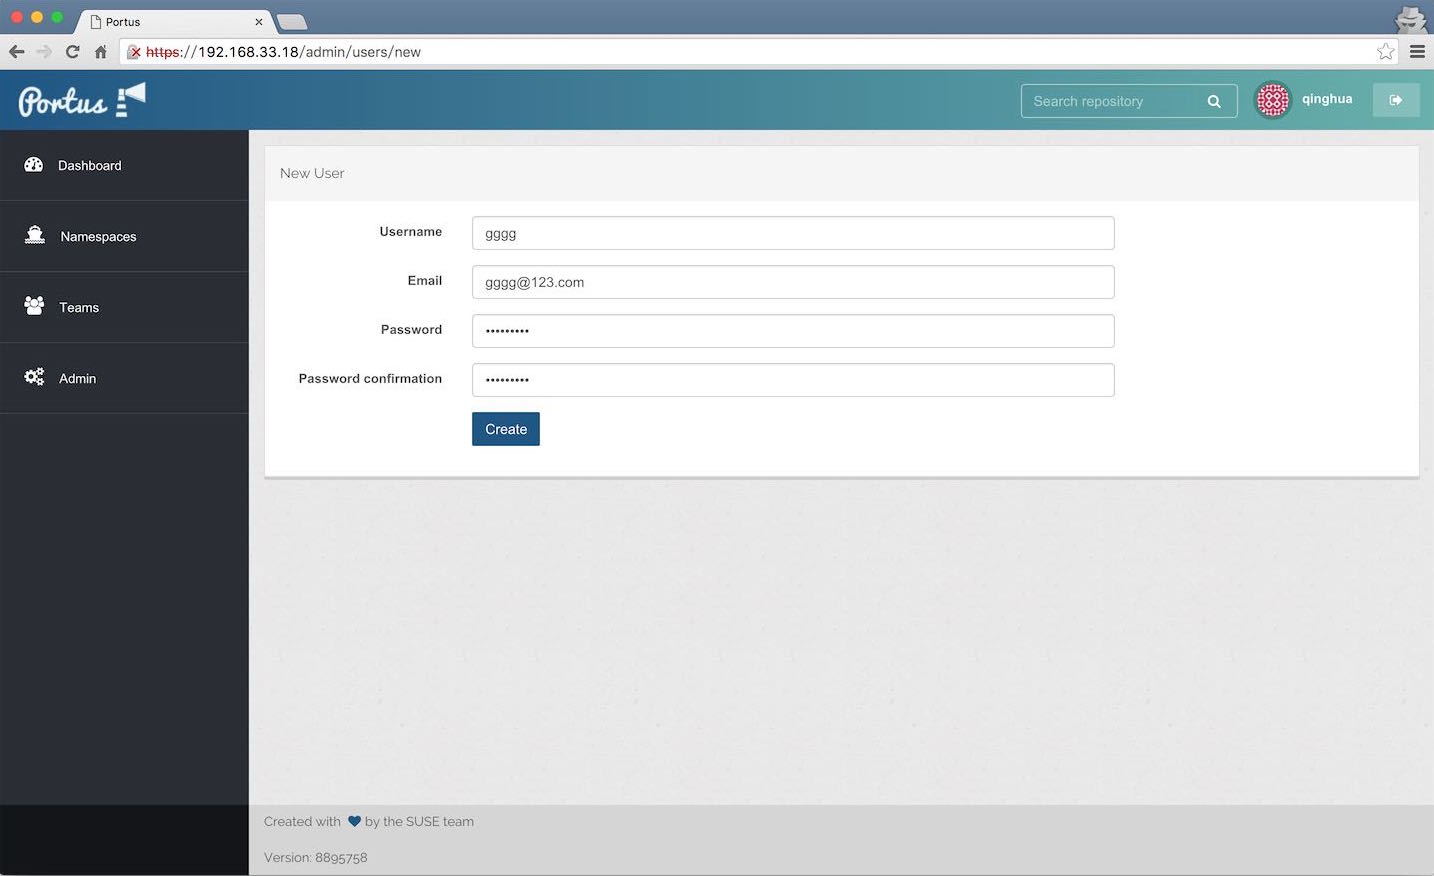 Portus
https://192.168.33.18/admin/users/new
Portus
Search repository
qinghua
Dashboard
Namespaces
Teams
Admin
New User
Username
gggg
Email
gggg@123.com
Password
•••••••••
Password confirmation
•••••••••
Create
Created with by the SUSE team
Version: 8895758